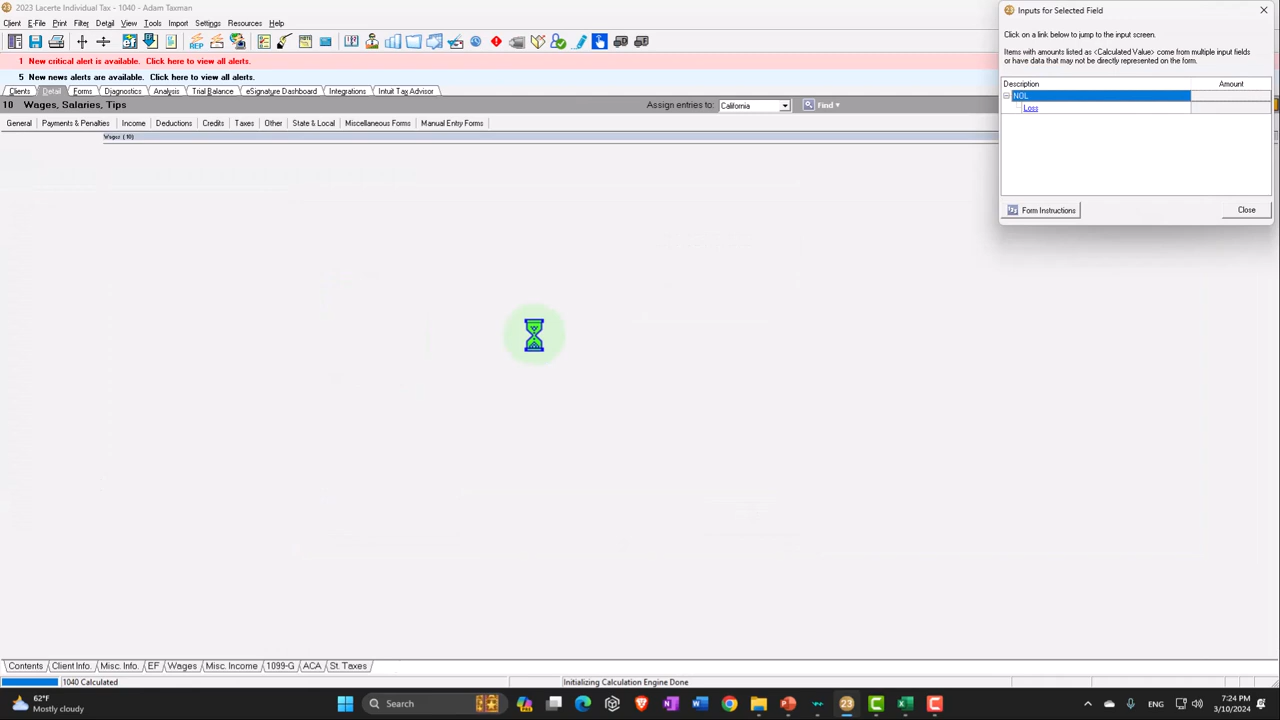 2023 Lacerte Individual Tax - 1040 - Adam Taxman
Client E-File Print Filter Detail View Tools Import Settings Resources Help
1 New critical alert is available. Click here to view all alerts.
5 New news alerts are available. Click here to view all alerts.
Clients Detail Forms Diagnostics Analysis Trial Balance eSignature Dashboard Integrations Intuit Tax Advisor
10 Wages, Salaries, Tips Assign entries to: California Find
General Payments & Penalties Income Deductions Credits Taxes Other State & Local Miscellaneous Forms Manual Entry Forms
Wages (10)
Inputs for Selected Field
Click on a link below to jump to the input screen.
Items with amounts listed as <Calculated Value> come from multiple input fields
or have data that may not be directly represented on the form.
Description Amount
NOL
Loss
Form Instructions Close
Contents Client Info. Misc. Info. EF Wages Misc. Income 1099-G ACA St. Taxes
1040 Calculated Initializing Calculation Engine Done
62°F
Mostly cloudy
Search
23
ENG
7:24 PM
3/10/2024